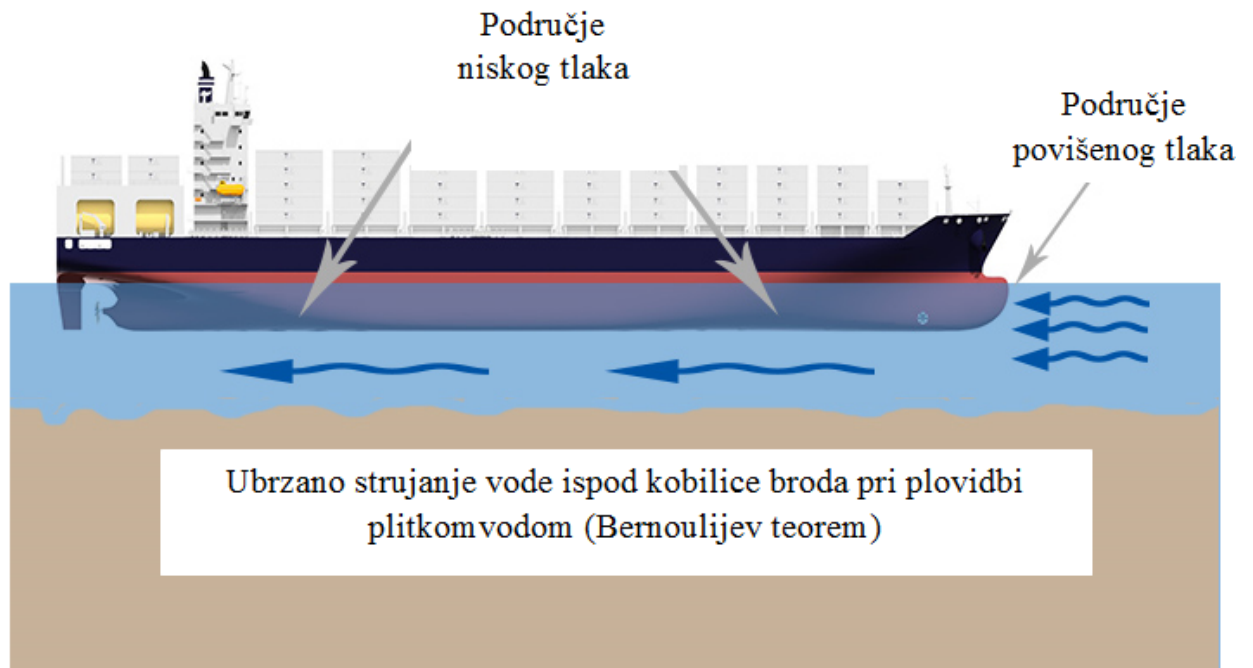 Područje
niskog tlaka
Područje
povišenog tlaka
Ubrzano strujanje vode ispod kobilice broda pri plovidbi
plitkomvodom (Bernoulijev teorem)